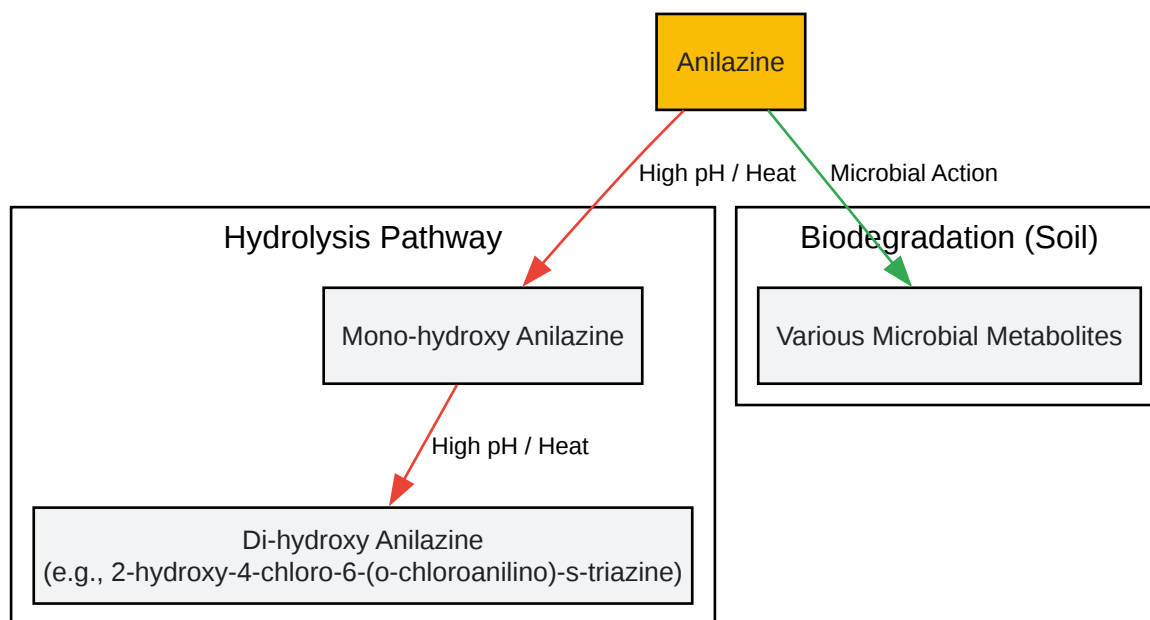 Anilazine
High pH / Heat
Microbial Action
Hydrolysis Pathway
Biodegradation (Soil)
Mono-hydroxy Anilazine
Various Microbial Metabolites
High pH / Heat
Di-hydroxy Anilazine
(e.g., 2-hydroxy-4-chloro-6-(o-chloroanilino)-s-triazine)